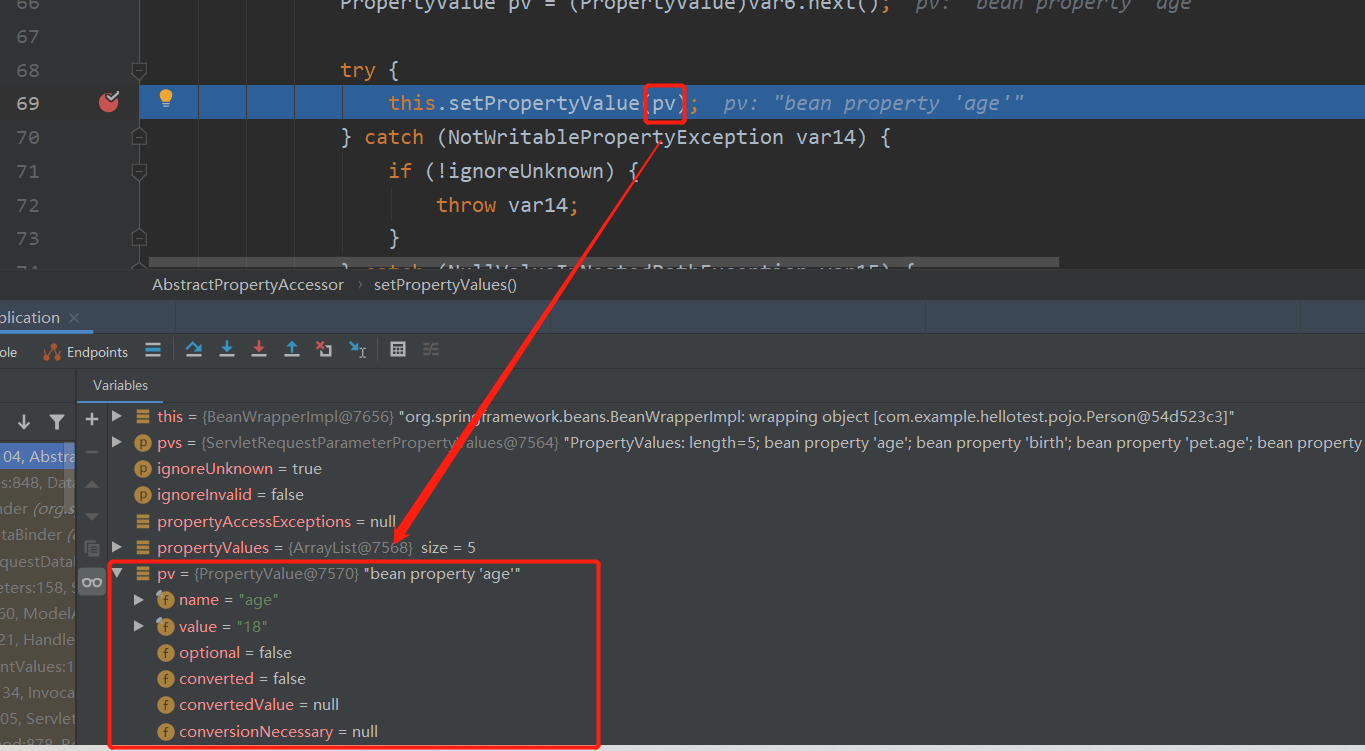 66 PropertyValue pv = (PropertyValue)var6.next(); pv: "bean property 'age'
67
68 try {
69 this.setPropertyValue(pv); pv: "bean property 'age'"
70 } catch (NotWritablePropertyException var14) {
71 if (!ignoreUnknown) {
72 throw var14;
73 }
74 } catch (NullValueInNestedPathException var15) {
AbstractPropertyAccessor › setPropertyValues()
plication ×
ole Endpoints
Variables
this = {BeanWrapperImpl@7656} "org.springframework.beans.BeanWrapperImpl: wrapping object [com.example.hellotest.pojo.Person@54d523c3]"
pvs = {ServletRequestParameterPropertyValues@7564} "PropertyValues: length=5; bean property 'age'; bean property 'birth'; bean property 'pet.age'; bean property
04, Abstra
ignoreUnknown = true
es:848, Data
ignoreInvalid = false
nder (org.s
propertyAccessExceptions = null
taBinder (
propertyValues = {ArrayList@7568} size = 5
equestData
pv = {PropertyValue@7570} "bean property 'age'"
eters:158, S
name = "age"
60, ModelA
value = "18"
21, Handle
optional = false
ntValues:1
converted = false
34, Invoca
convertedValue = null
05, Servlet
conversionNecessary = null